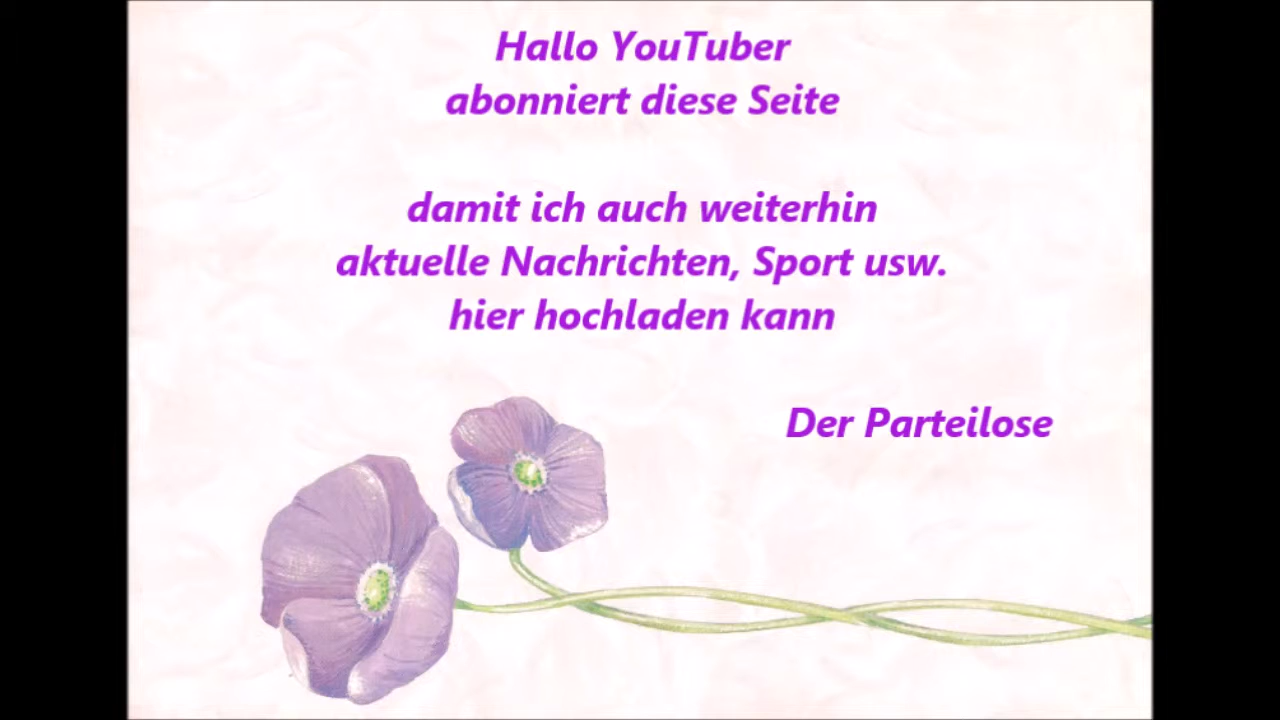 Hallo YouTuber
abonniert diese Seite
damit ich auch weiterhin
aktuelle Nachrichten, Sport usw.
hier hochladen kann
Der Parteilose